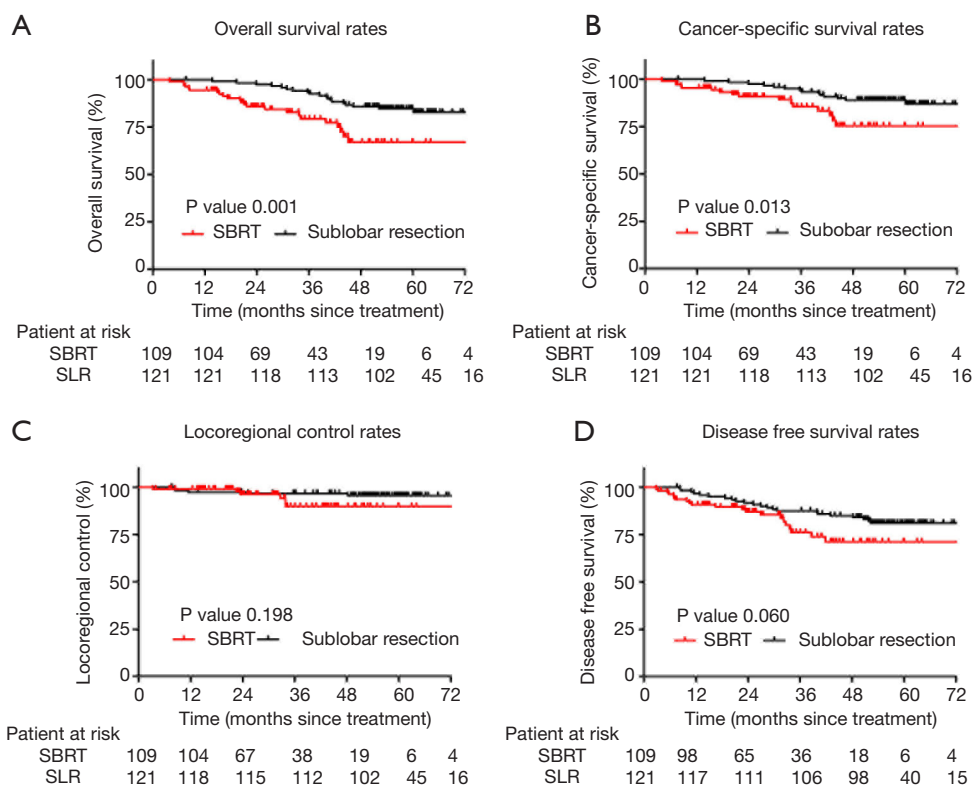 A
Overall survival rates
Overall survival (%)
100
75
50
25
0
P value 0.001
SBRT Sublobar resection
0 12 24 36 48 60 72
Time (months since treatment)
Patient at risk
SBRT 109 104 69 43 19 6 4
SLR 121 121 118 113 102 45 16
B
Cancer-specific survival rates
Cancer-specific survival (%)
100
75
50
25
0
P value 0.013
SBRT Subobar resection
0 12 24 36 48 60 72
Time (months since treatment)
Patient at risk
SBRT 109 104 69 43 19 6 4
SLR 121 121 118 113 102 45 16
C
Locoregional control rates
Locoregional control (%)
100
75
50
25
0
P value 0.198
SBRT Sublobar resection
0 12 24 36 48 60 72
Time (months since treatment)
Patient at risk
SBRT 109 104 67 38 19 6 4
SLR 121 118 115 112 102 45 16
D
Disease free survival rates
Disease free survival (%)
100
75
50
25
0
P value 0.060
SBRT Sublobar resection
0 12 24 36 48 60 72
Time (months since treatment)
Patient at risk
SBRT 109 98 65 36 18 6 4
SLR 121 117 111 106 98 40 15